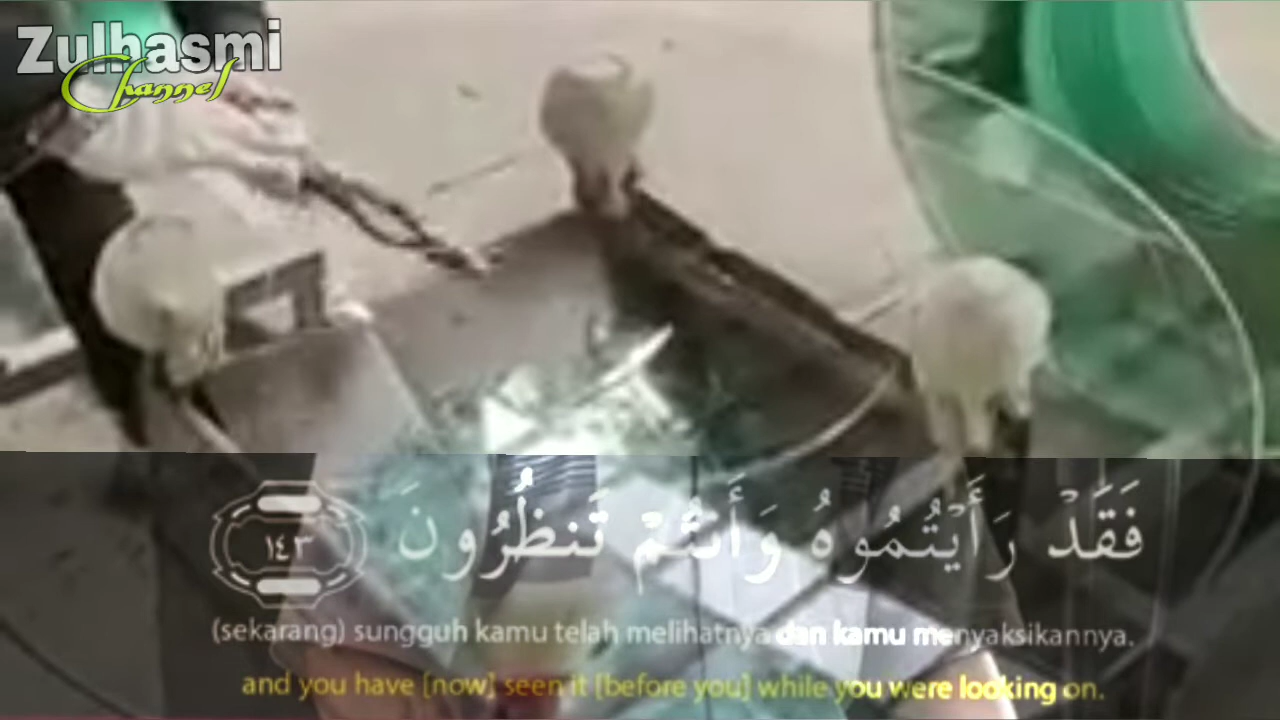 Zulhasmi
Channel
فَقَدْ رَأَيْتُمُوهُ وَأَنتُمْ تَنظُرُونَ ١٤٣
(sekarang) sungguh kamu telah melihatnya dan kamu menyaksikannya.
and you have [now] seen it [before you] while you were looking on.